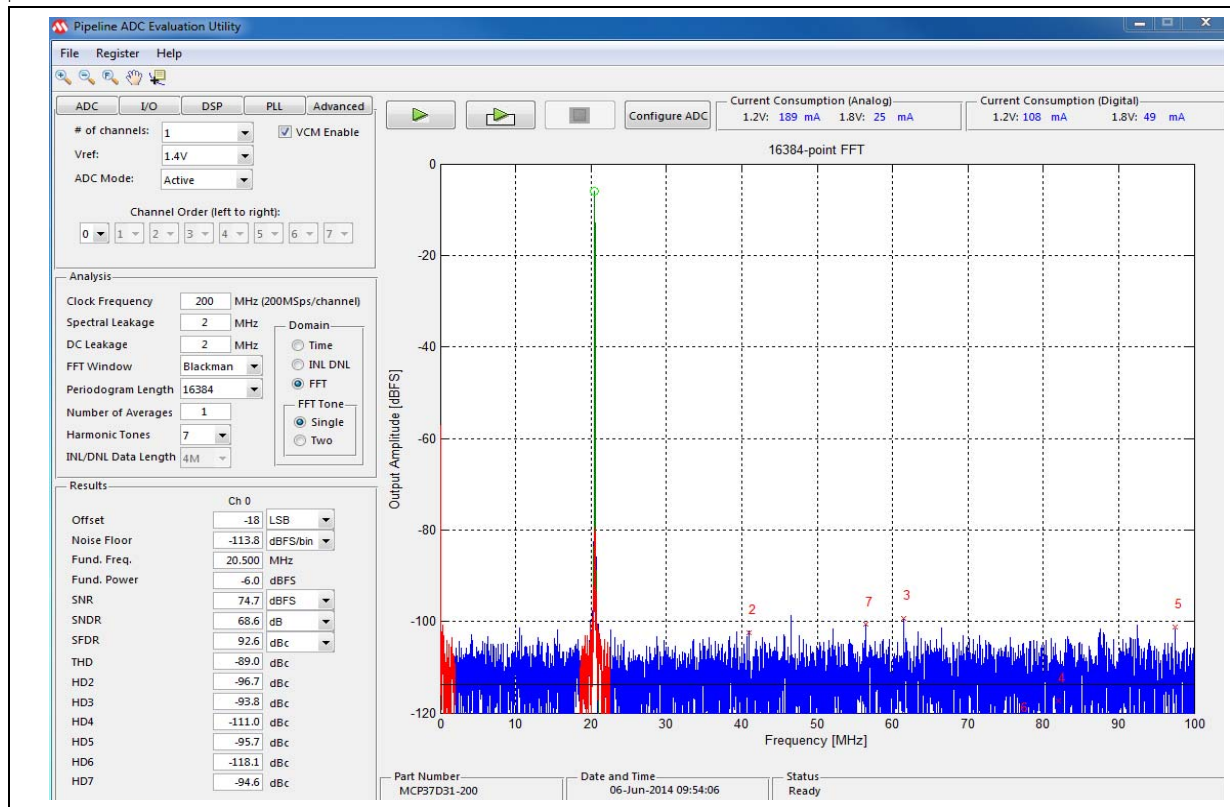 Pipeline ADC Evaluation Utility
File Register Help
ADC I/O DSP PLL Advanced
# of channels: 1 VCM Enable
Vref: 1.4V
ADC Mode: Active
Channel Order (left to right):
0 1 2 3 4 5 6 7
Configure ADC
Current Consumption (Analog)
1.2V: 189 mA 1.8V: 25 mA
Current Consumption (Digital)
1.2V: 108 mA 1.8V: 49 mA
Analysis
Clock Frequency 200 MHz (200MSps/channel)
Spectral Leakage 2 MHz
DC Leakage 2 MHz
FFT Window Blackman
Periodogram Length 16384
Number of Averages 1
Harmonic Tones 7
INL/DNL Data Length 4M
Domain
Time
INL DNL
FFT
FFT Tone
Single
Two
Results
Ch 0
Offset -18 LSB
Noise Floor -113.8 dBFS/bin
Fund. Freq. 20.500 MHz
Fund. Power -6.0 dBFS
SNR 74.7 dBFS
SNDR 68.6 dB
SFDR 92.6 dBc
THD -89.0 dBc
HD2 -96.7 dBc
HD3 -93.8 dBc
HD4 -111.0 dBc
HD5 -95.7 dBc
HD6 -118.1 dBc
HD7 -94.6 dBc
16384-point FFT
Output Amplitude [dBFS]
0
-20
-40
-60
-80
-100
-120
2
7
3
5
4
6
0 10 20 30 40 50 60 70 80 90 100
Frequency [MHz]
Part Number
MCP37D31-200
Date and Time
06-Jun-2014 09:54:06
Status
Ready